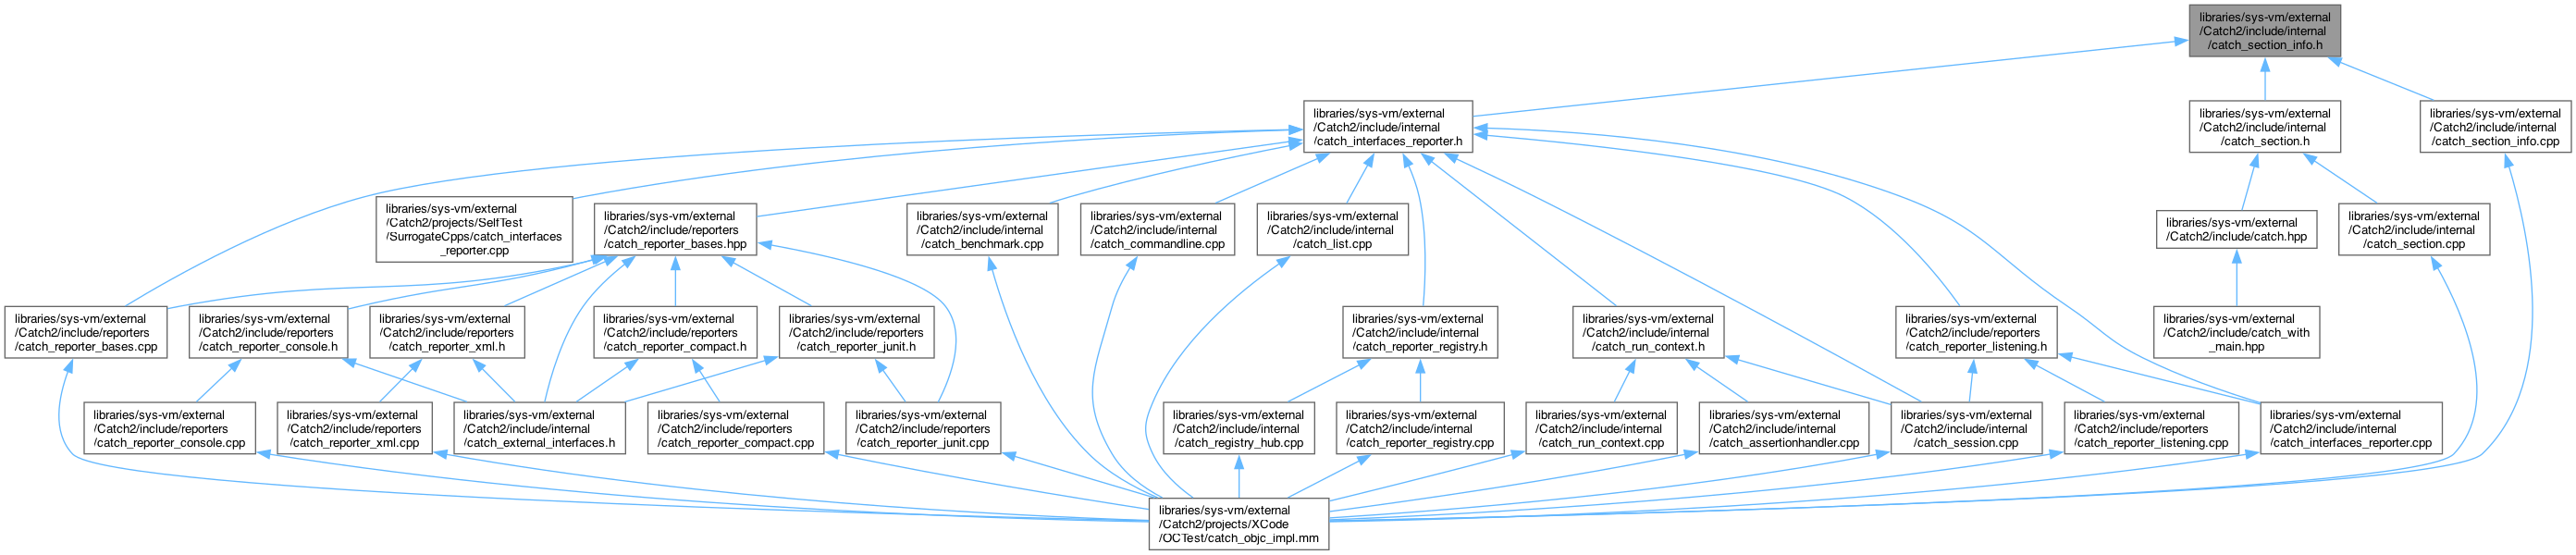 libraries/sys-vm/external
/Catch2/include/internal
/catch_section_info.h
libraries/sys-vm/external
/Catch2/include/internal
/catch_interfaces_reporter.h
libraries/sys-vm/external
/Catch2/include/internal
/catch_section.h
libraries/sys-vm/external
/Catch2/include/internal
/catch_section_info.cpp
libraries/sys-vm/external
/Catch2/projects/SelfTest
/SurrogateCpps/catch_interfaces
_reporter.cpp
libraries/sys-vm/external
/Catch2/include/reporters
/catch_reporter_bases.hpp
libraries/sys-vm/external
/Catch2/include/internal
/catch_benchmark.cpp
libraries/sys-vm/external
/Catch2/include/internal
/catch_commandline.cpp
libraries/sys-vm/external
/Catch2/include/internal
/catch_list.cpp
libraries/sys-vm/external
/Catch2/include/catch.hpp
libraries/sys-vm/external
/Catch2/include/internal
/catch_section.cpp
libraries/sys-vm/external
/Catch2/include/reporters
/catch_reporter_bases.cpp
libraries/sys-vm/external
/Catch2/include/reporters
/catch_reporter_console.h
libraries/sys-vm/external
/Catch2/include/reporters
/catch_reporter_xml.h
libraries/sys-vm/external
/Catch2/include/reporters
/catch_reporter_compact.h
libraries/sys-vm/external
/Catch2/include/reporters
/catch_reporter_junit.h
libraries/sys-vm/external
/Catch2/include/internal
/catch_reporter_registry.h
libraries/sys-vm/external
/Catch2/include/internal
/catch_run_context.h
libraries/sys-vm/external
/Catch2/include/reporters
/catch_reporter_listening.h
libraries/sys-vm/external
/Catch2/include/catch_with
_main.hpp
libraries/sys-vm/external
/Catch2/include/reporters
/catch_reporter_console.cpp
libraries/sys-vm/external
/Catch2/include/reporters
/catch_reporter_xml.cpp
libraries/sys-vm/external
/Catch2/include/internal
/catch_external_interfaces.h
libraries/sys-vm/external
/Catch2/include/reporters
/catch_reporter_compact.cpp
libraries/sys-vm/external
/Catch2/include/reporters
/catch_reporter_junit.cpp
libraries/sys-vm/external
/Catch2/include/internal
/catch_registry_hub.cpp
libraries/sys-vm/external
/Catch2/include/internal
/catch_reporter_registry.cpp
libraries/sys-vm/external
/Catch2/include/internal
/catch_run_context.cpp
libraries/sys-vm/external
/Catch2/include/internal
/catch_assertionhandler.cpp
libraries/sys-vm/external
/Catch2/include/internal
/catch_session.cpp
libraries/sys-vm/external
/Catch2/include/reporters
/catch_reporter_listening.cpp
libraries/sys-vm/external
/Catch2/include/internal
/catch_interfaces_reporter.cpp
libraries/sys-vm/external
/Catch2/projects/XCode
/OCTest/catch_objc_impl.mm